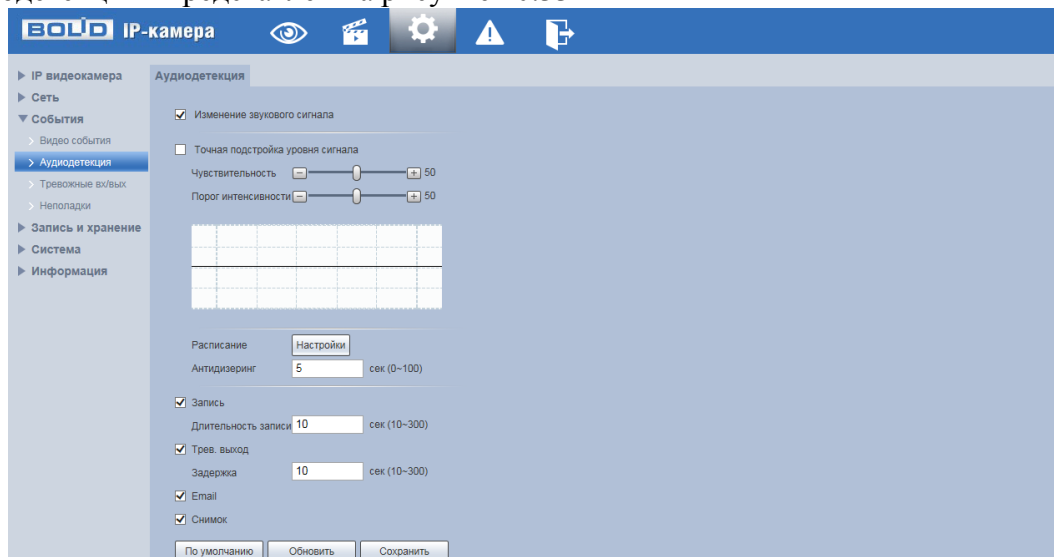 BOLID IP-камера
IP видеокамера
Сеть
События
Видео события
Аудиодетекция
Тревожные вх/вых
Неполадки
Запись и хранение
Система
Информация
Аудиодетекция
Изменение звукового сигнала
Точная подстройка уровня сигнала
Чувствительность 50
Порог интенсивности 50
Расписание Настройки
Антидизеринг 5 сек (0~100)
Запись
Длительность записи 10 сек (10~300)
Трев. выход
Задержка 10 сек (10~300)
Email
Снимок
По умолчанию Обновить Сохранить